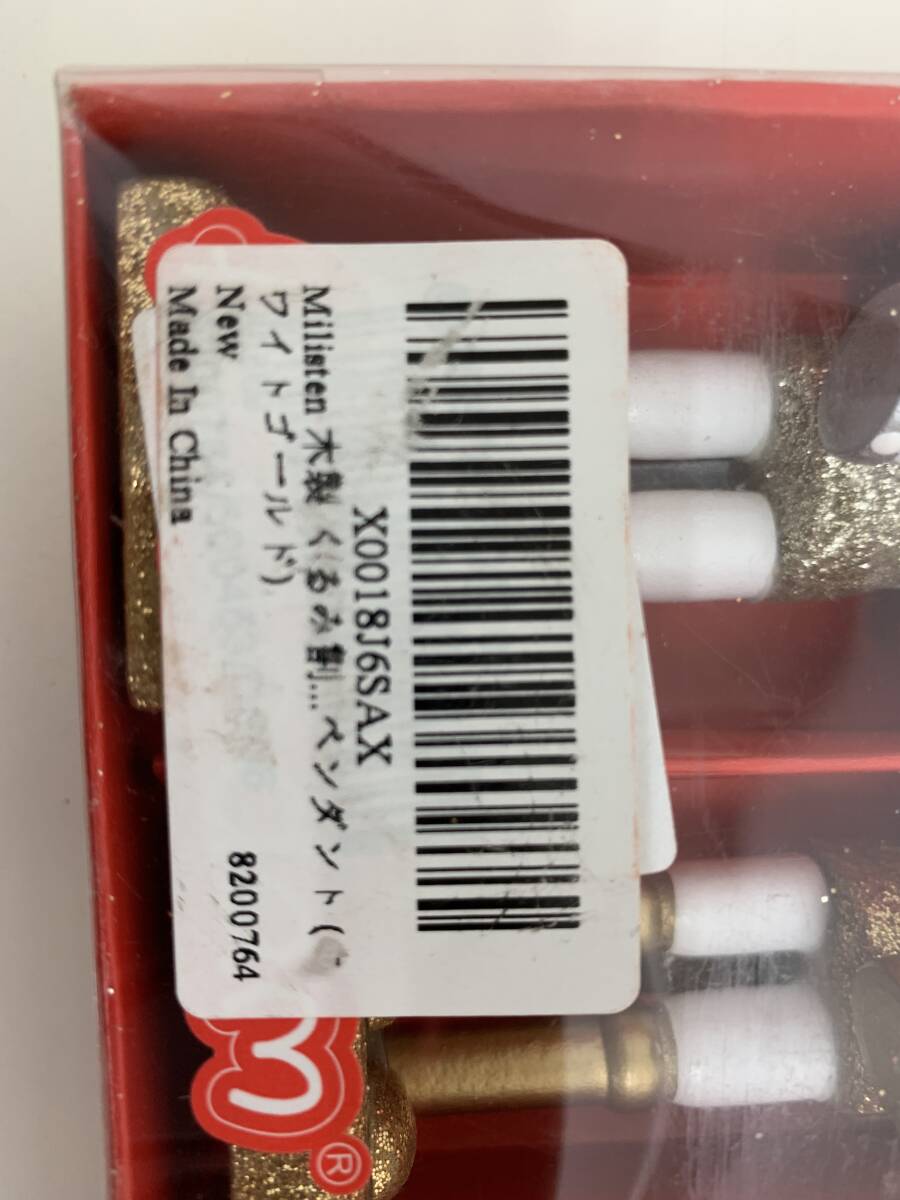 X0018J6SAX
Milisten 木製 くるみ割... ペンダント (
ワイトゴールド)
New
Made In China
8200764
m
®